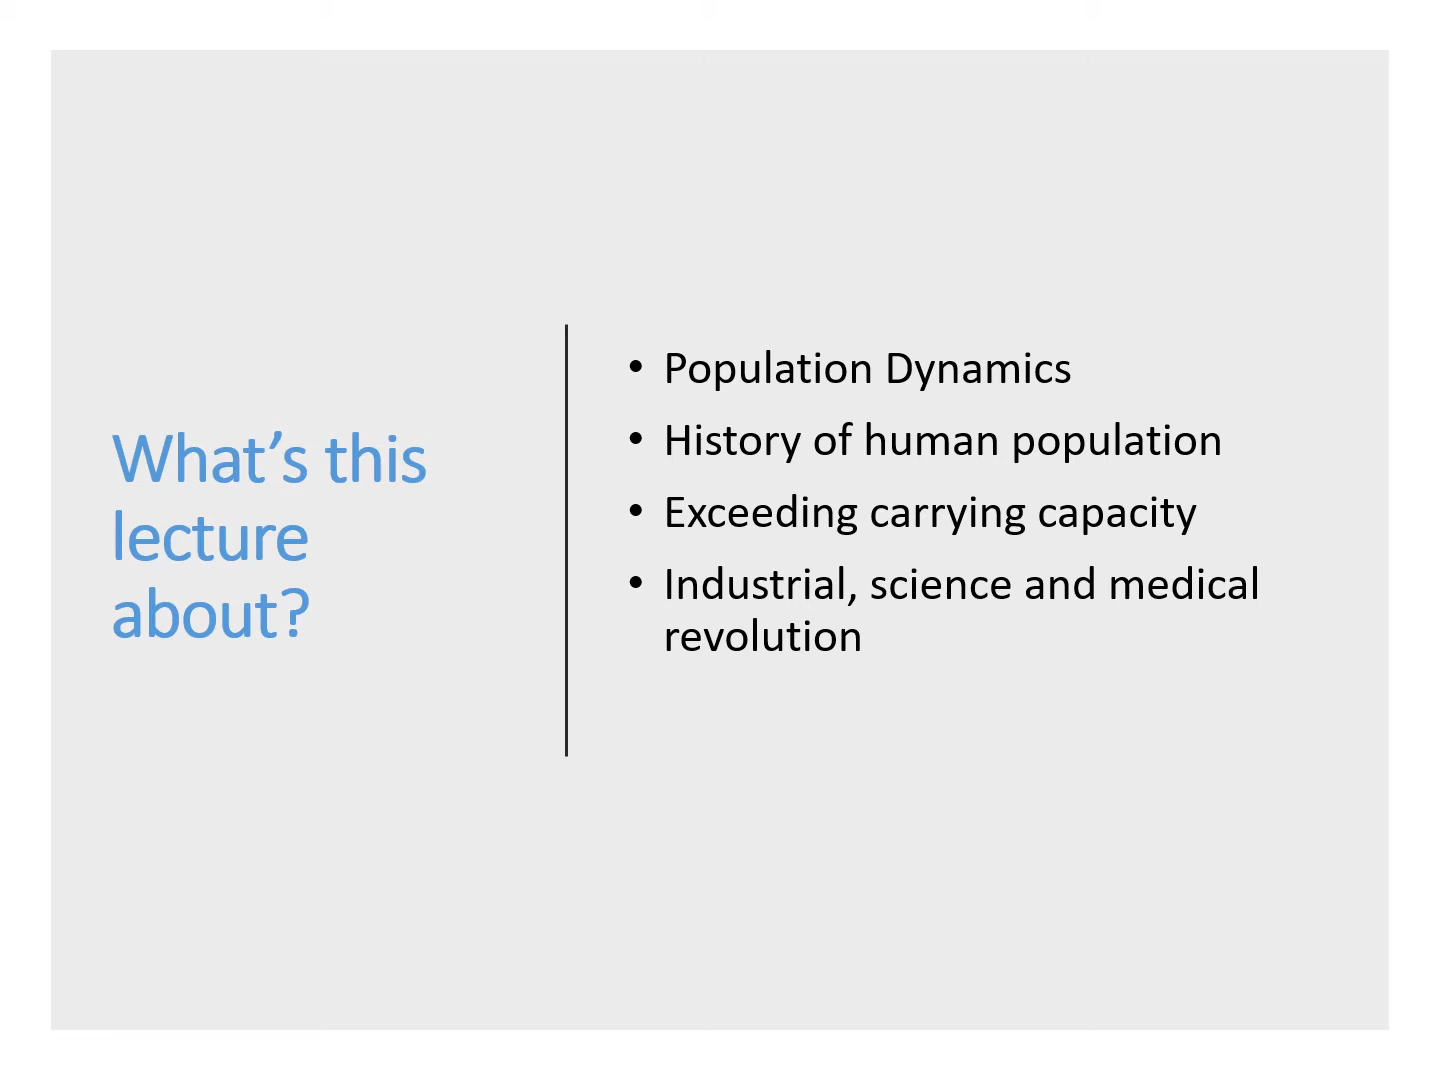 What’s this
lecture
about?
• Population Dynamics
• History of human population
• Exceeding carrying capacity
• Industrial, science and medical
revolution